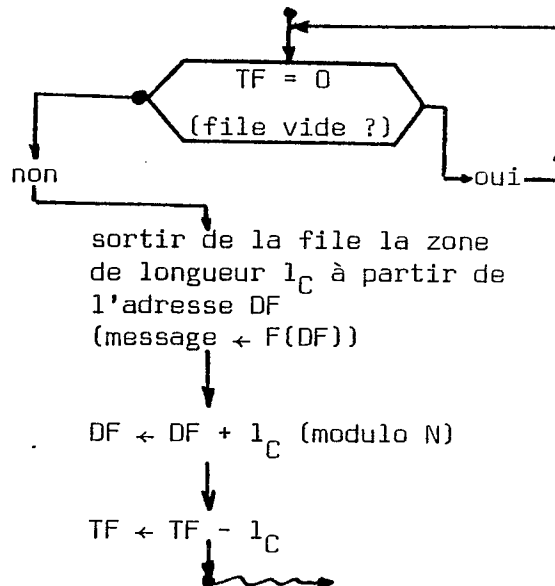 TF = 0
(file vide ?)
non
oui
sortir de la file la zone
de longueur l_C à partir de
l'adresse DF
(message ← F(DF))
DF ← DF + l_C (modulo N)
TF ← TF - l_C